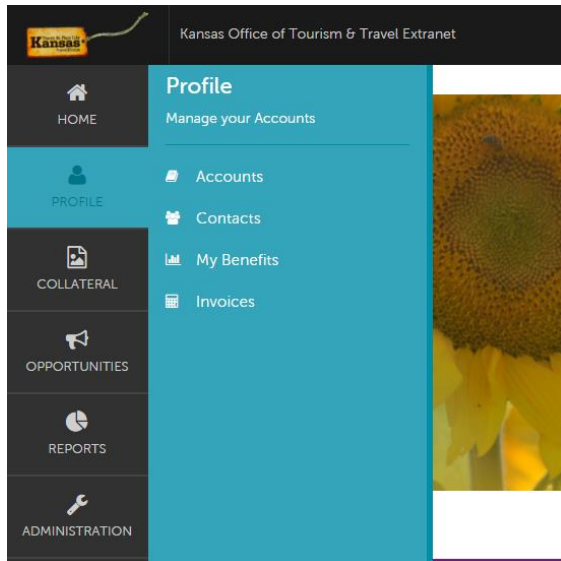 Kansas
Kansas Office of Tourism & Travel Extranet
HOME
PROFILE
COLLATERAL
OPPORTUNITIES
REPORTS
ADMINISTRATION
Profile
Manage your Accounts
Accounts
Contacts
My Benefits
Invoices